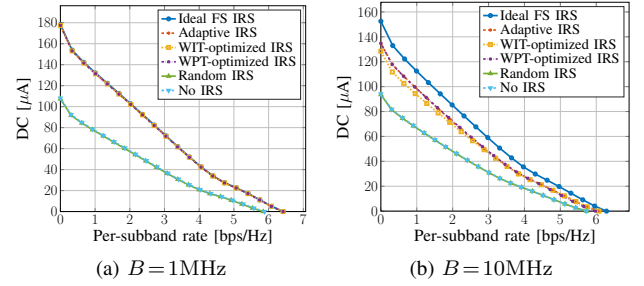 180
160
140
120
100
80
60
40
20
0
DC [μA]
Ideal FS IRS
Adaptive IRS
WIT-optimized IRS
WPT-optimized IRS
Random IRS
No IRS
0 1 2 3 4 5 6 7
Per-subband rate [bps/Hz]
(a) B = 1MHz
160
140
120
100
80
60
40
20
0
DC [μA]
Ideal FS IRS
Adaptive IRS
WIT-optimized IRS
WPT-optimized IRS
Random IRS
No IRS
0 1 2 3 4 5 6
Per-subband rate [bps/Hz]
(b) B = 10MHz